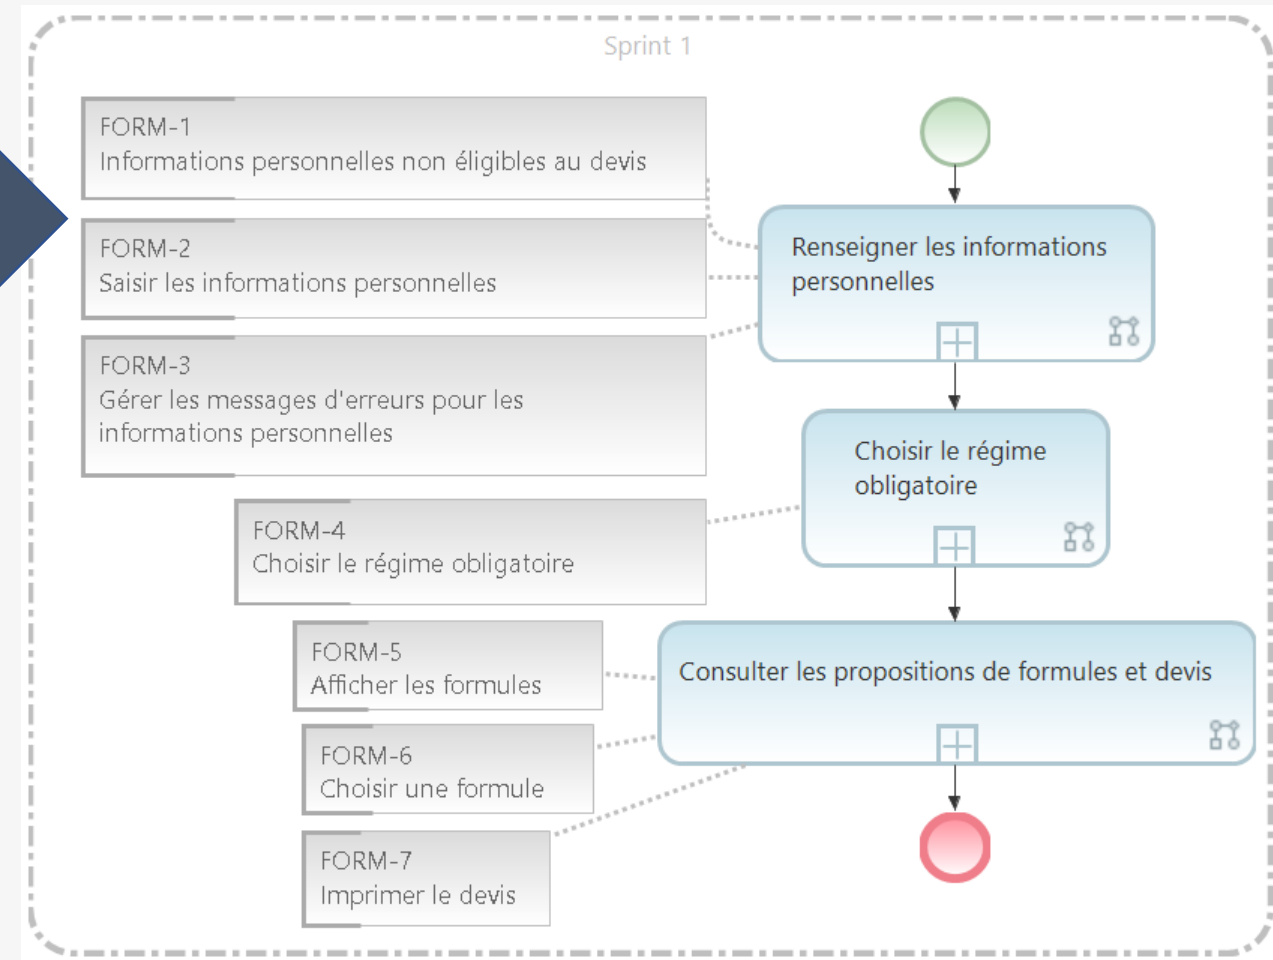 Sprint 1
FORM-1
Informations personnelles non éligibles au devis
FORM-2
Saisir les informations personnelles
FORM-3
Gérer les messages d'erreurs pour les
informations personnelles
FORM-4
Choisir le régime obligatoire
FORM-5
Afficher les formules
FORM-6
Choisir une formule
FORM-7
Imprimer le devis
Renseigner les informations
personnelles
Choisir le régime
obligatoire
Consulter les propositions de formules et devis